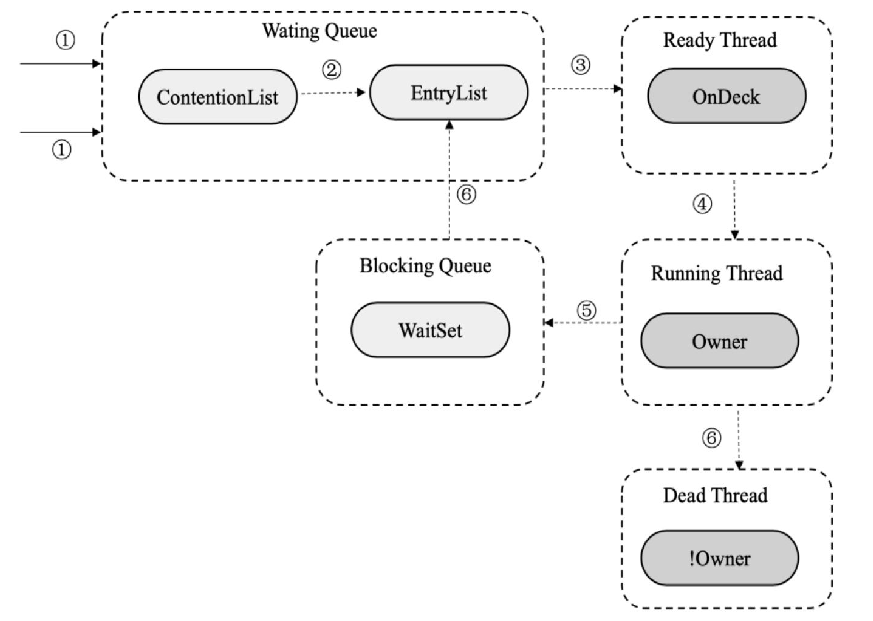 ①
Wating Queue
Ready Thread
②
③
ContentionList
EntryList
OnDeck
①
⑥
④
Blocking Queue
Running Thread
⑤
WaitSet
Owner
⑥
Dead Thread
!Owner